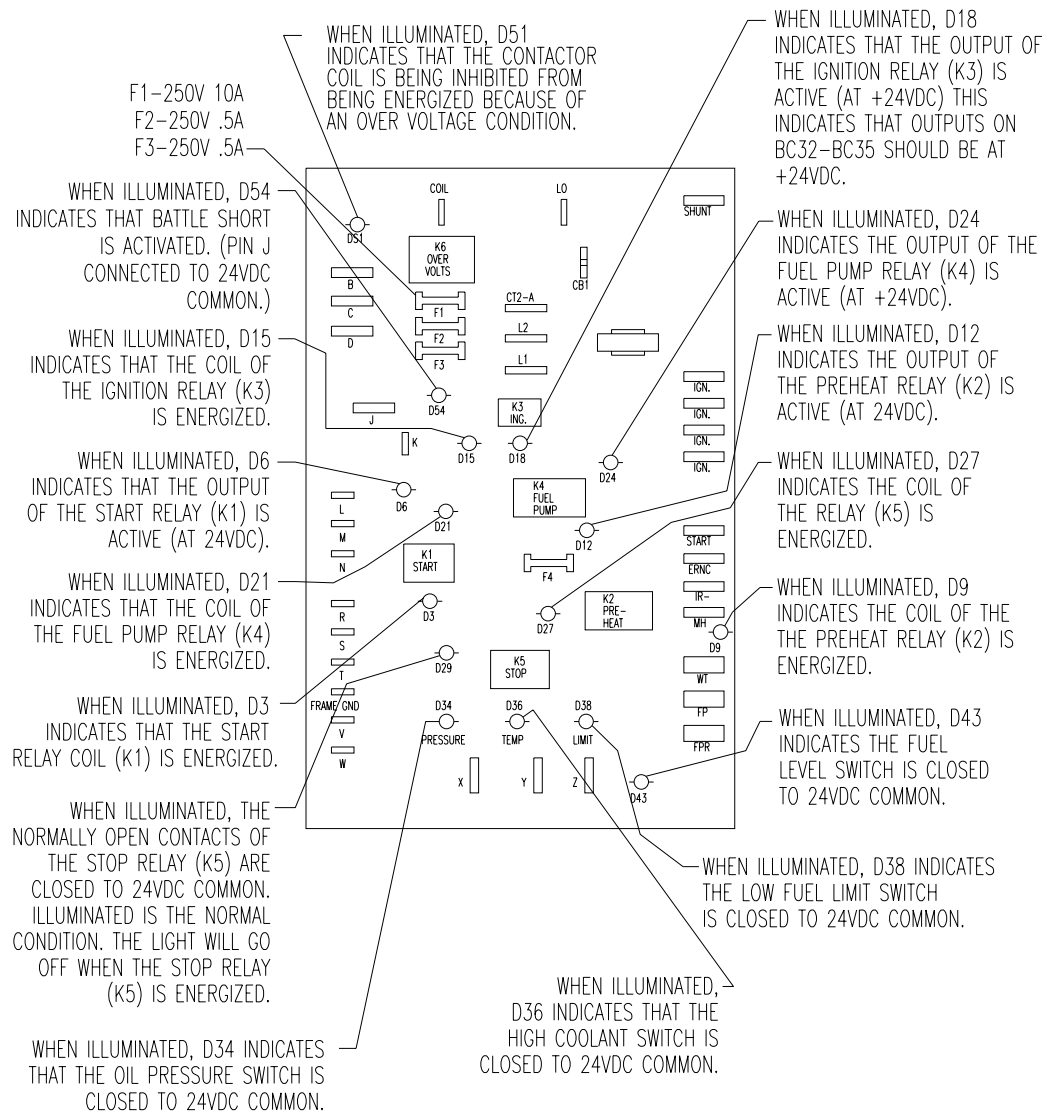 WHEN ILLUMINATED, D51
INDICATES THAT THE CONTACTOR
COIL IS BEING INHIBITED FROM
BEING ENERGIZED BECAUSE OF
AN OVER VOLTAGE CONDITION.
WHEN ILLUMINATED, D18
INDICATES THAT THE OUTPUT OF
THE IGNITION RELAY (K3) IS
ACTIVE (AT +24VDC) THIS
INDICATES THAT OUTPUTS ON
BC32-BC35 SHOULD BE AT
+24VDC.
F1-250V 10A
F2-250V .5A
F3-250V .5A
WHEN ILLUMINATED, D54
INDICATES THAT BATTLE SHORT
IS ACTIVATED. (PIN J
CONNECTED TO 24VDC
COMMON.)
WHEN ILLUMINATED, D15
INDICATES THAT THE COIL OF
THE IGNITION RELAY (K3)
IS ENERGIZED.
WHEN ILLUMINATED, D6
INDICATES THAT THE OUTPUT
OF THE START RELAY (K1) IS
ACTIVE (AT 24VDC).
WHEN ILLUMINATED, D21
INDICATES THAT THE COIL OF
THE FUEL PUMP RELAY (K4)
IS ENERGIZED.
WHEN ILLUMINATED, D3
INDICATES THAT THE START
RELAY COIL (K1) IS ENERGIZED.
WHEN ILLUMINATED, THE
NORMALLY OPEN CONTACTS OF
THE STOP RELAY (K5) ARE
CLOSED TO 24VDC COMMON.
ILLUMINATED IS THE NORMAL
CONDITION. THE LIGHT WILL GO
OFF WHEN THE STOP RELAY
(K5) IS ENERGIZED.
WHEN ILLUMINATED, D34 INDICATES
THAT THE OIL PRESSURE SWITCH IS
CLOSED TO 24VDC COMMON.
COIL
LO
SHUNT
D51
K6
OVER
VOLTS
CB1
B
C
D
F1
F2
F3
CT2-A
L2
L1
IGN.
IGN.
IGN.
IGN.
D54
K3
ING.
J
K
D15
D18
D24
K4
FUEL
PUMP
D6
D21
D12
L
M
N
K1
START
F4
START
ERNC
IR-
MH
D9
R
S
T
FRAME GND
V
W
D3
D27
K2
PRE-
HEAT
D29
K5
STOP
WT
FP
FPR
D34
PRESSURE
D36
TEMP
D38
LIMIT
X
Y
Z
D43
WHEN ILLUMINATED, D24
INDICATES THE OUTPUT OF THE
FUEL PUMP RELAY (K4) IS
ACTIVE (AT +24VDC).
WHEN ILLUMINATED, D12
INDICATES THE OUTPUT OF
THE PREHEAT RELAY (K2) IS
ACTIVE (AT 24VDC).
WHEN ILLUMINATED, D27
INDICATES THE COIL OF
THE RELAY (K5) IS
ENERGIZED.
WHEN ILLUMINATED, D9
INDICATES THE COIL OF THE
THE PREHEAT RELAY (K2) IS
ENERGIZED.
WHEN ILLUMINATED, D43
INDICATES THE FUEL
LEVEL SWITCH IS CLOSED
TO 24VDC COMMON.
WHEN ILLUMINATED, D38 INDICATES
THE LOW FUEL LIMIT SWITCH
IS CLOSED TO 24VDC COMMON.
WHEN ILLUMINATED,
D36 INDICATES THAT THE
HIGH COOLANT SWITCH IS
CLOSED TO 24VDC COMMON.